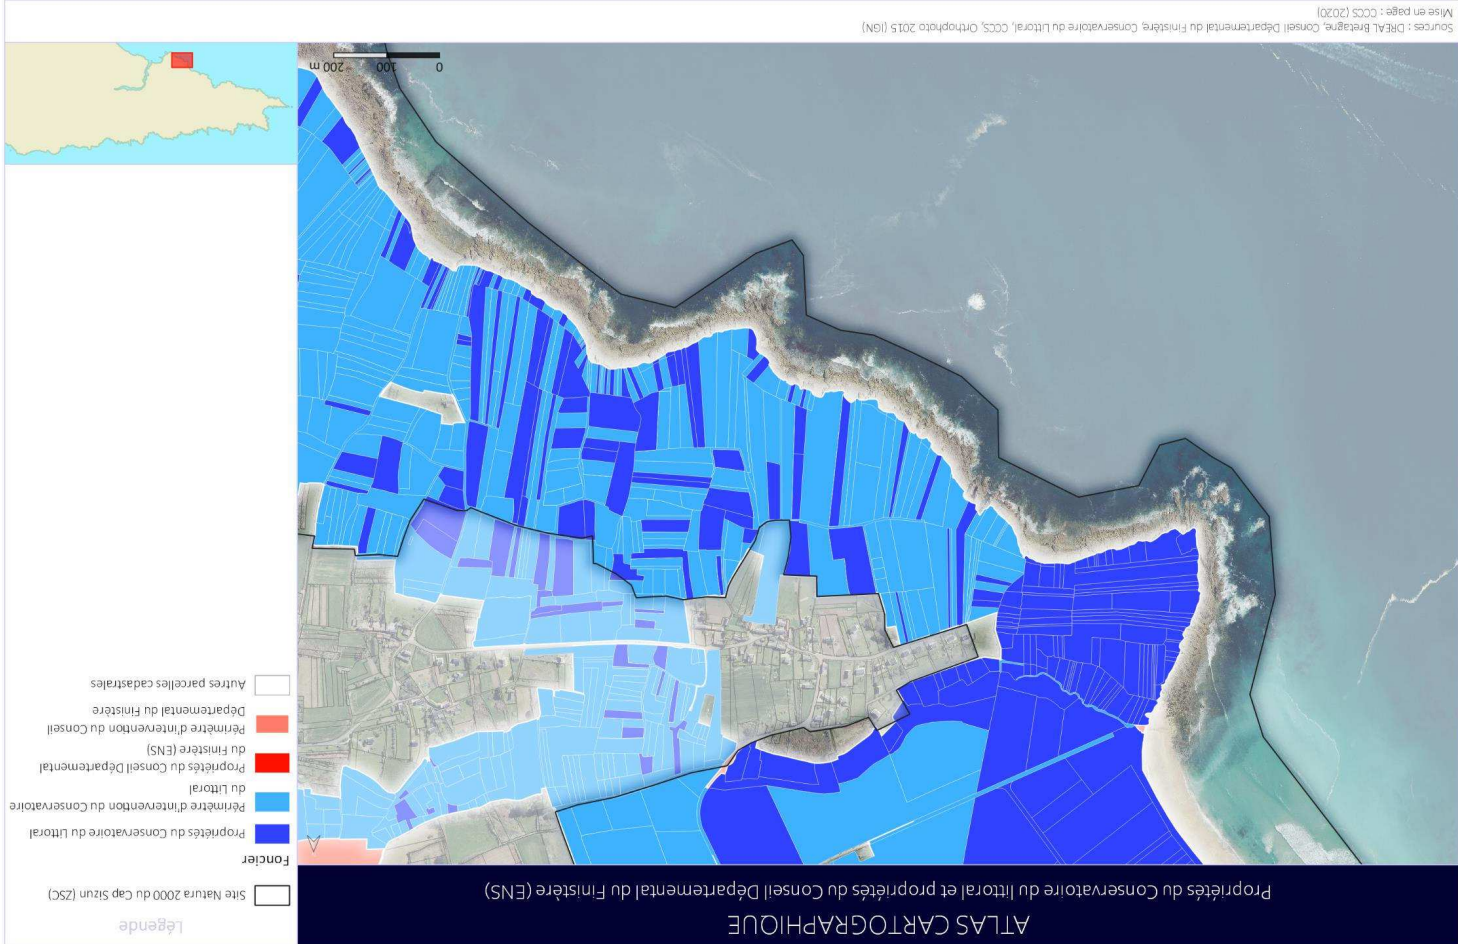 ATLAS CARTOGRAPHIQUE
Propriétés du Conservatoire du littoral et propriétés du Conseil Départemental du Finistère (ENS)
Légende
Site Natura 2000 du Cap Sizun (ZSC)
Foncier
Propriétés du Conservatoire du Littoral
Périmètre d'intervention du Conservatoire
du Littoral
Propriétés du Conseil Départemental
du Finistère (ENS)
Périmètre d'intervention du Conseil
Départemental du Finistère
Autres parcelles cadastrales
0 100 200 m
Sources : DREAL Bretagne, Conseil Départemental du Finistère, Conservatoire du Littoral, CCCS, Orthophoto 2015 (IGN)
Mise en page : CCCS (2020)